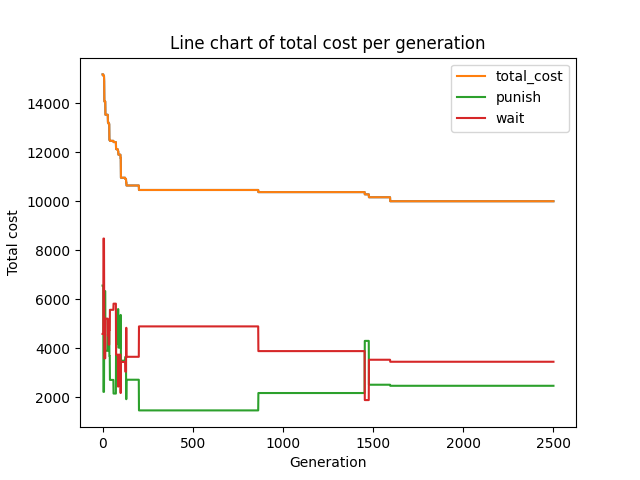 Line chart of total cost per generation
total_cost
punish
wait
Total cost
14000
12000
10000
8000
6000
4000
2000
0
500
1000
1500
2000
2500
Generation